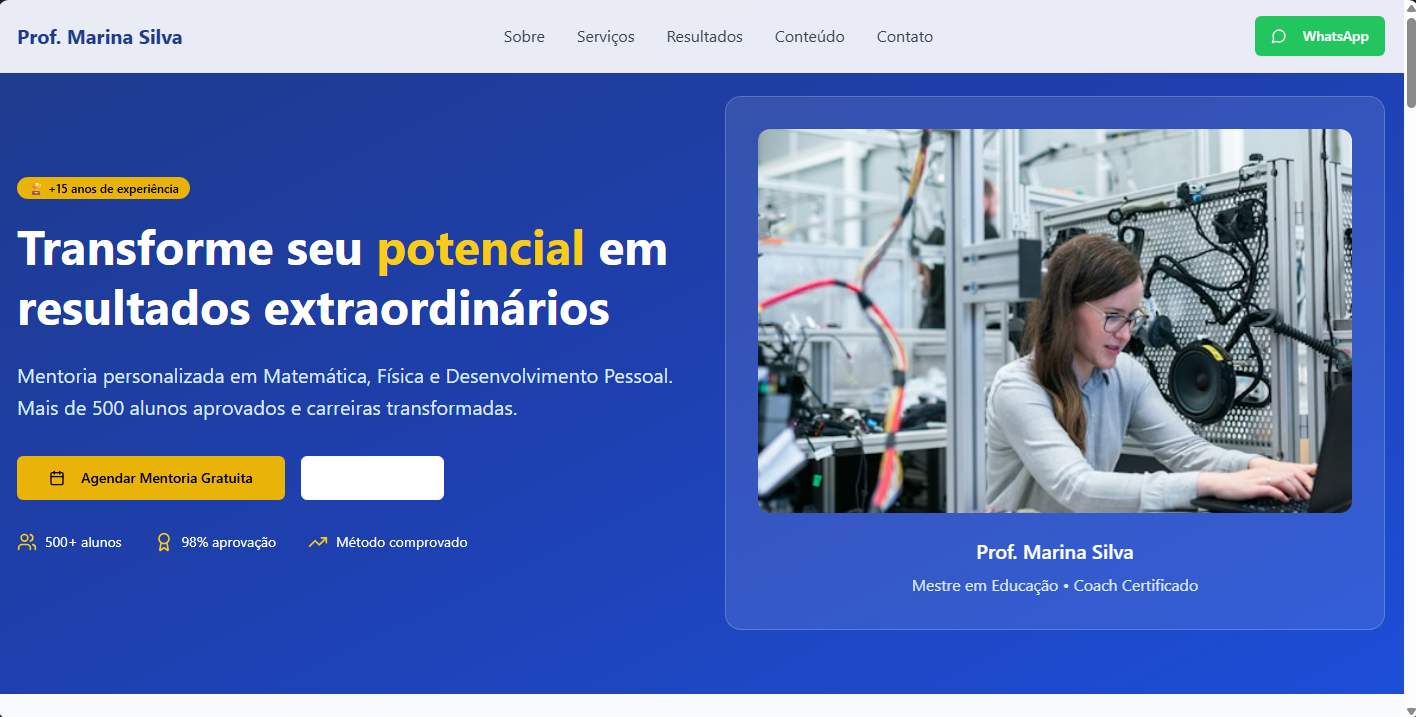 Prof. Marina Silva
Sobre
Serviços
Resultados
Conteúdo
Contato
WhatsApp
+15 anos de experiência
Transforme seu potencial em
resultados extraordinários
Mentoria personalizada em Matemática, Física e Desenvolvimento Pessoal.
Mais de 500 alunos aprovados e carreiras transformadas.
Agendar Mentoria Gratuita
500+ alunos
98% aprovação
Método comprovado
Prof. Marina Silva
Mestre em Educação • Coach Certificado